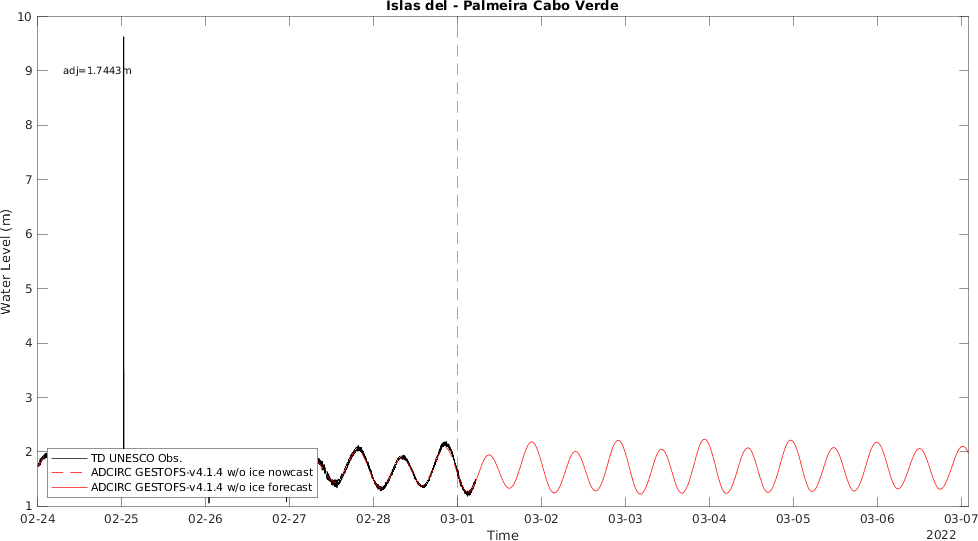 Islas del - Palmeira Cabo Verde
10
9
8
7
6
5
4
3
2
1
Water Level (m)
adj=1.7443m
TD UNESCO Obs.
ADCIRC GESTOFS-v4.1.4 w/o ice nowcast
ADCIRC GESTOFS-v4.1.4 w/o ice forecast
02-24 02-25 02-26 02-27 02-28 03-01 03-02 03-03 03-04 03-05 03-06 03-07
Time
2022